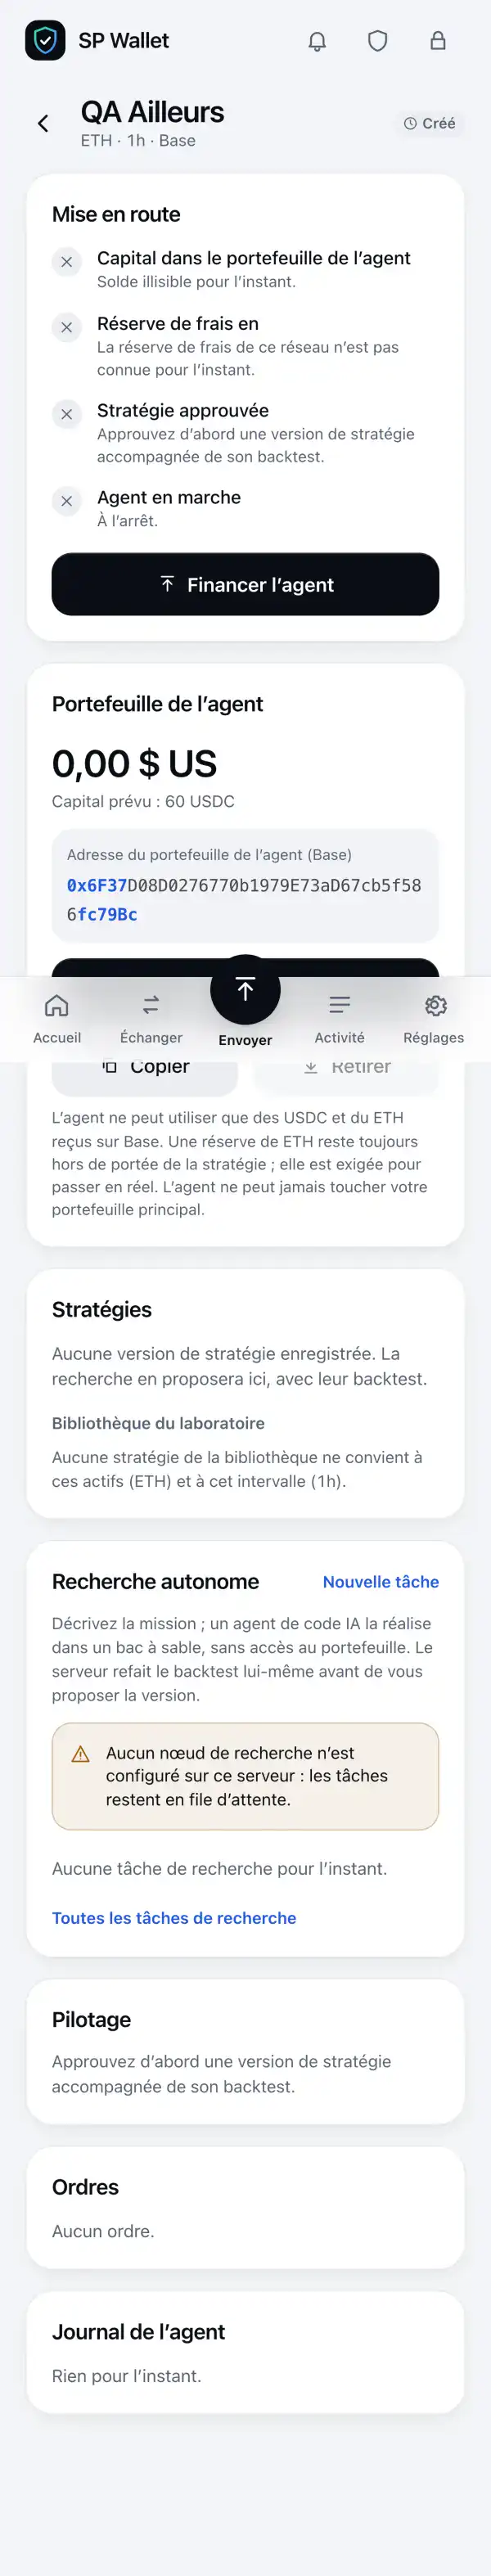 SP Wallet
QA Ailleurs
ETH · 1h · Base
Créé
Mise en route
Capital dans le portefeuille de l’agent
Solde illisible pour l’instant.
Réserve de frais en
La réserve de frais de ce réseau n’est pas
connue pour l’instant.
Stratégie approuvée
Approuvez d’abord une version de stratégie
accompagnée de son backtest.
Agent en marche
À l’arrêt.
Financer l’agent
Portefeuille de l’agent
0,00 $ US
Capital prévu : 60 USDC
Adresse du portefeuille de l’agent (Base)
0x6F37D08D0276770b1979E73aD67cb5f58
6fc79Bc
Accueil
Échanger
Envoyer
Activité
Réglages
Copier
Retirer
L’agent ne peut utiliser que des USDC et du ETH
reçus sur Base. Une réserve de ETH reste toujours
hors de portée de la stratégie ; elle est exigée pour
passer en réel. L’agent ne peut jamais toucher votre
portefeuille principal.
Stratégies
Aucune version de stratégie enregistrée. La
recherche en proposera ici, avec leur backtest.
Bibliothèque du laboratoire
Aucune stratégie de la bibliothèque ne convient à
ces actifs (ETH) et à cet intervalle (1h).
Recherche autonome
Nouvelle tâche
Décrivez la mission ; un agent de code IA la réalise
dans un bac à sable, sans accès au portefeuille. Le
serveur refait le backtest lui-même avant de vous
proposer la version.
Aucun nœud de recherche n’est
configuré sur ce serveur : les tâches
restent en file d’attente.
Aucune tâche de recherche pour l’instant.
Toutes les tâches de recherche
Pilotage
Approuvez d’abord une version de stratégie
accompagnée de son backtest.
Ordres
Aucun ordre.
Journal de l’agent
Rien pour l’instant.